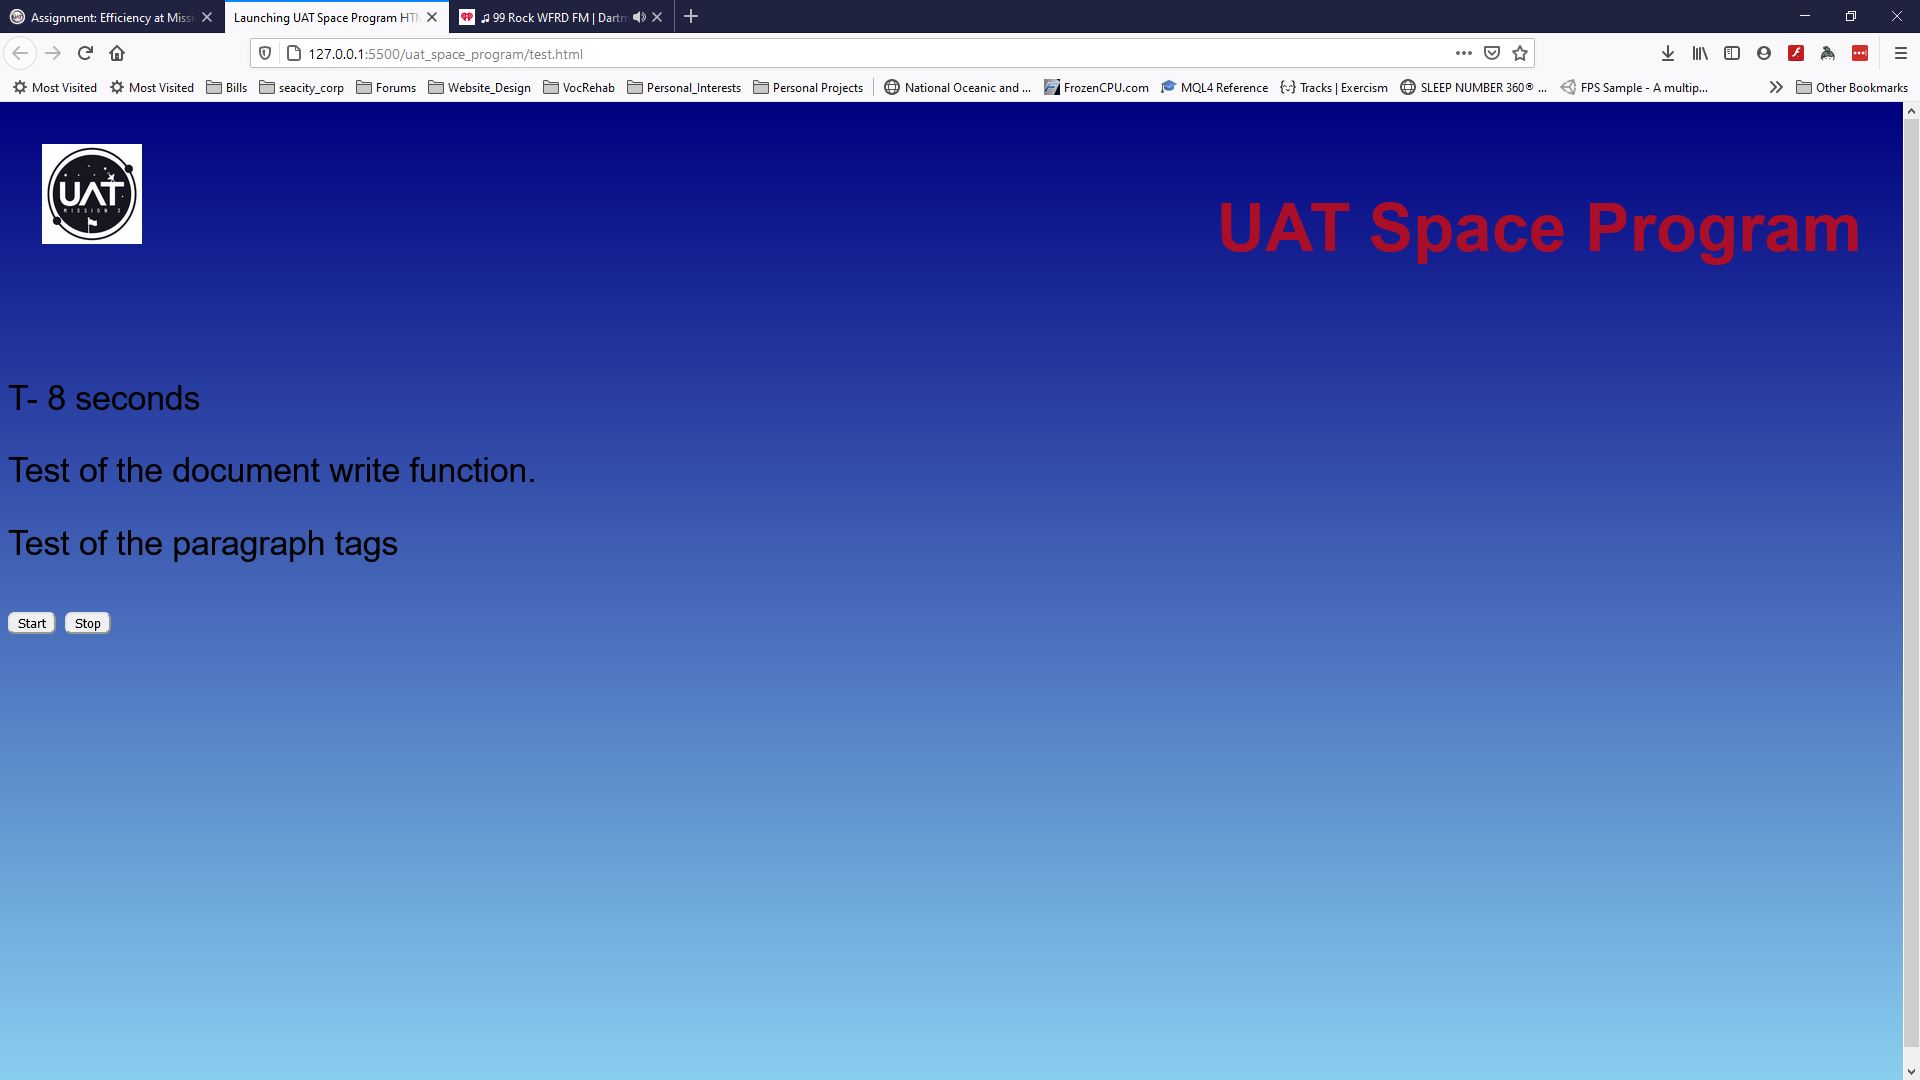 Assignment: Efficiency at Missi
Launching UAT Space Program HTM
♫ 99 Rock WFRD FM | Dartm
127.0.0.1:5500/uat_space_program/test.html
Most Visited Most Visited Bills seacity_corp Forums Website_Design VocRehab Personal_Interests Personal Projects National Oceanic and ... FrozenCPU.com MQL4 Reference Tracks | Exercism SLEEP NUMBER 360® ... FPS Sample - A multip... Other Bookmarks
UAT
MISSION 3
UAT Space Program
T- 8 seconds
Test of the document write function.
Test of the paragraph tags
Start Stop